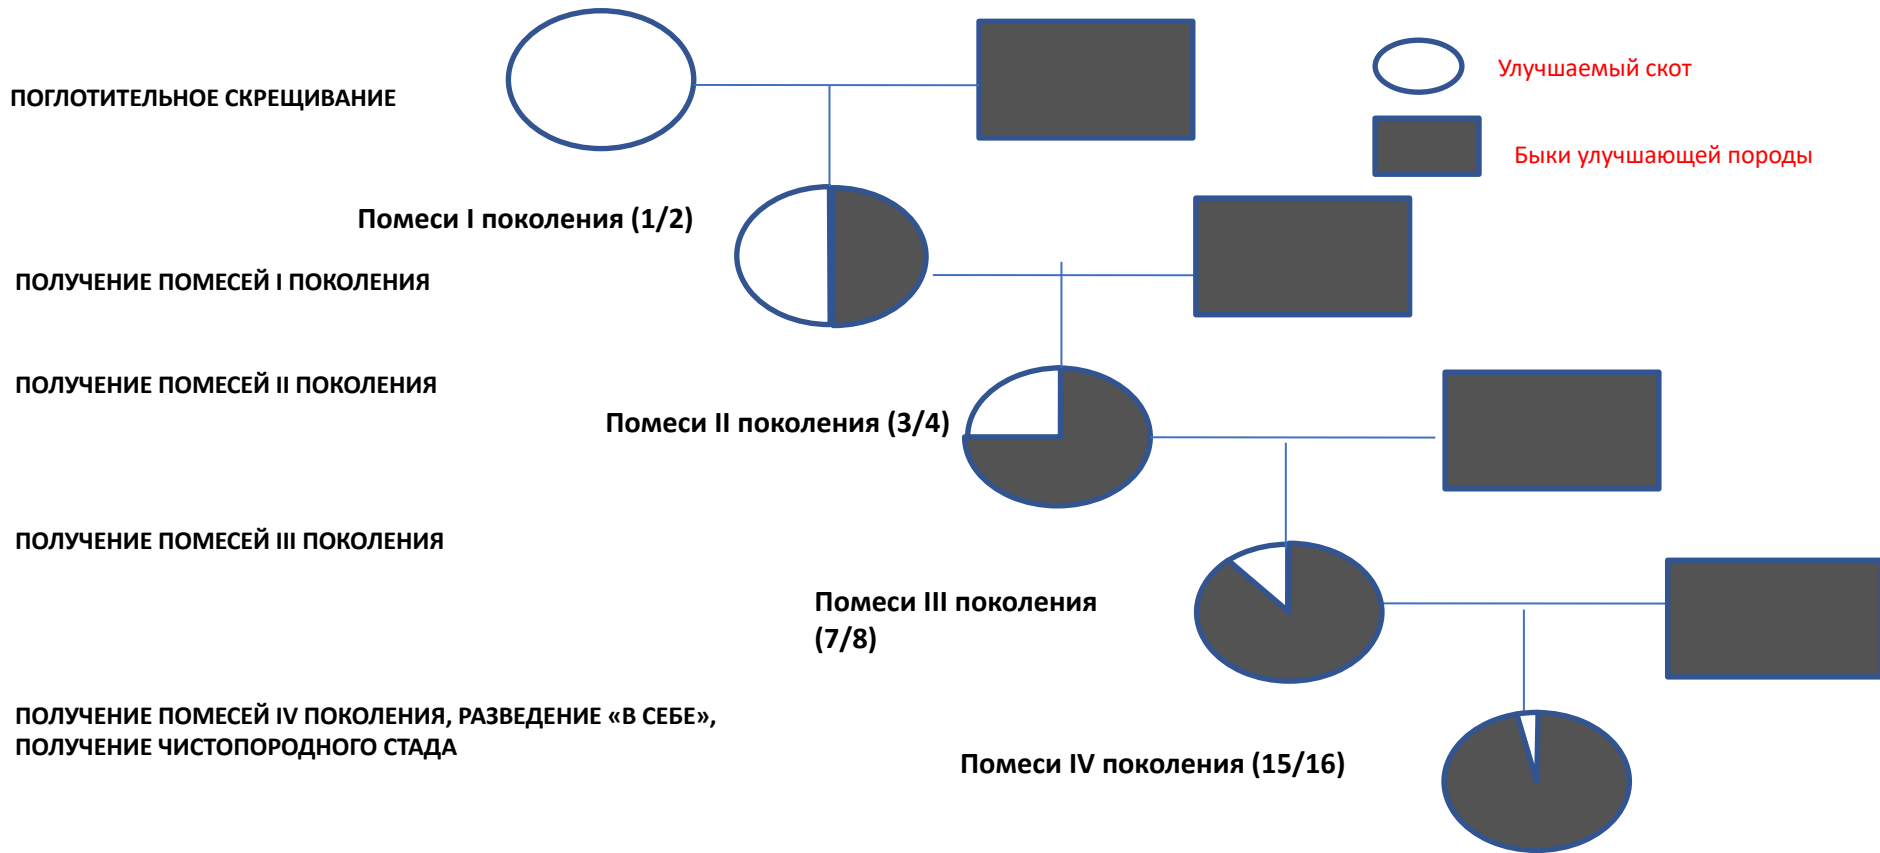 Улучшаемый скот
ПОГЛОТИТЕЛЬНОЕ СКРЕЩИВАНИЕ
Быки улучшающей породы
Помеси I поколения (1/2)
ПОЛУЧЕНИЕ ПОМЕСЕЙ I ПОКОЛЕНИЯ
ПОЛУЧЕНИЕ ПОМЕСЕЙ II ПОКОЛЕНИЯ
Помеси II поколения (3/4)
ПОЛУЧЕНИЕ ПОМЕСЕЙ III ПОКОЛЕНИЯ
Помеси III поколения
(7/8)
ПОЛУЧЕНИЕ ПОМЕСЕЙ IV ПОКОЛЕНИЯ, РАЗВЕДЕНИЕ «В СЕБЕ»,
ПОЛУЧЕНИЕ ЧИСТОПОРОДНОГО СТАДА
Помеси IV поколения (15/16)